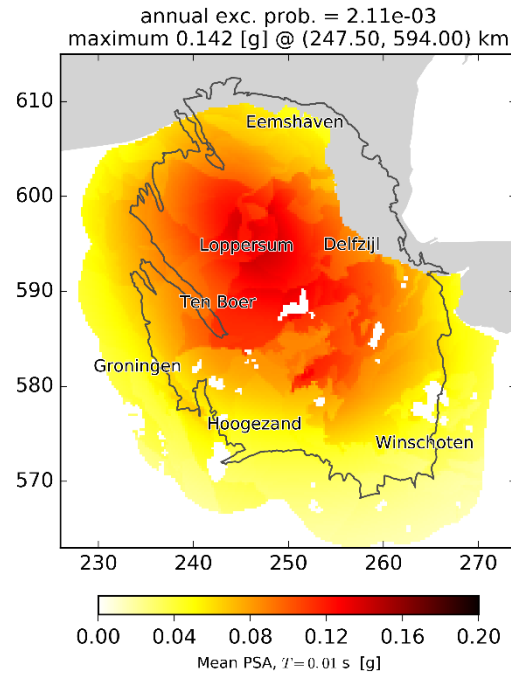 annual exc. prob. = 2.11e-03
maximum 0.142 [g] @ (247.50, 594.00) km
610
Eemshaven
600
Loppersum Delfzijl
590
Ten Boer
Groningen
580
Hoogezand
Winschoten
570
230 240 250 260 270
0.00 0.04 0.08 0.12 0.16 0.20
Mean PSA, T = 0.01 s [g]